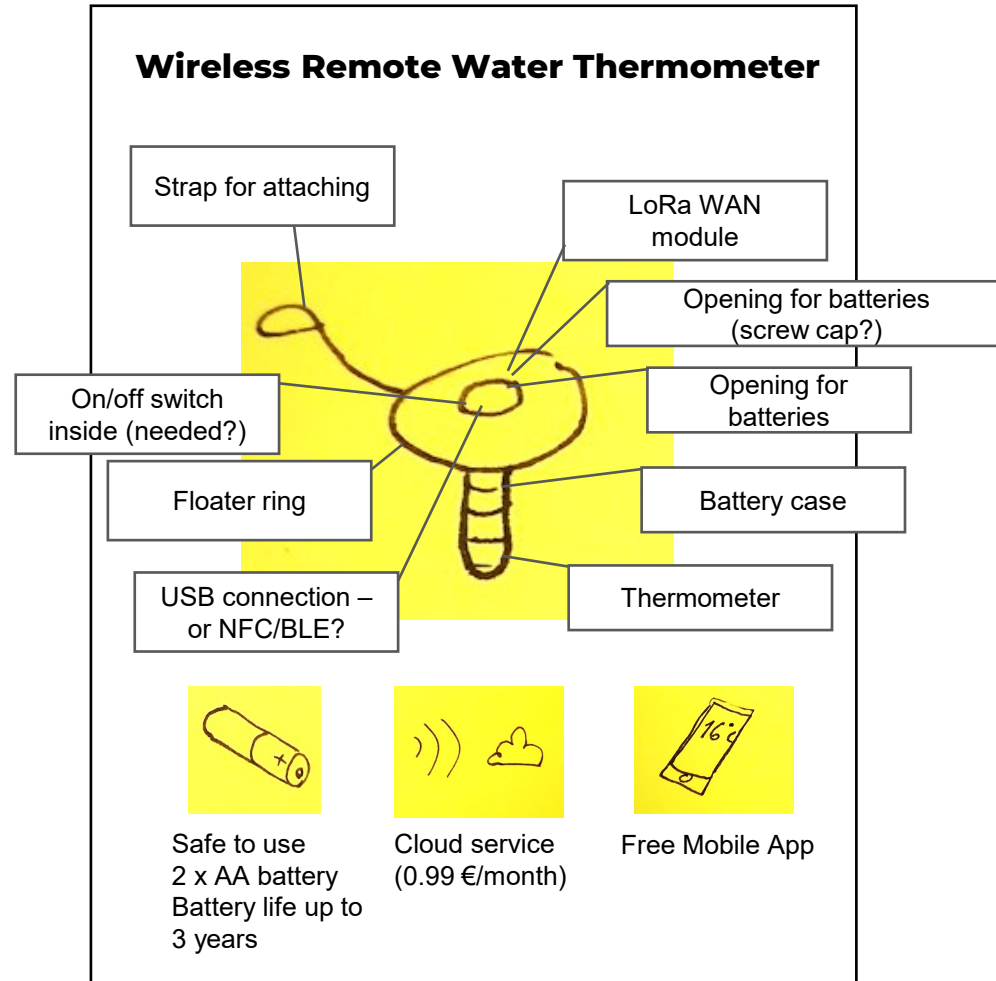 Wireless Remote Water Thermometer
Strap for attaching
LoRa WAN
module
Opening for batteries
(screw cap?)
On/off switch
inside (needed?)
Opening for
batteries
Floater ring
Battery case
USB connection –
or NFC/BLE?
Thermometer
+
16°c
Safe to use
2 x AA battery
Battery life up to
3 years
Cloud service
(0.99 €/month)
Free Mobile App